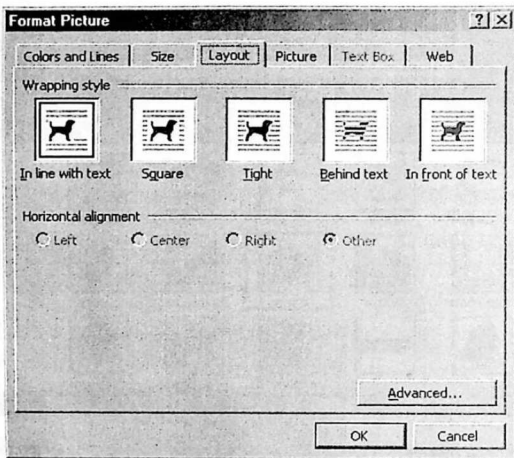 Format Picture ? ×
Colors and Lines Size Layout Picture Text Box Web
Wrapping style
In line with text Square Tight Behind text In front of text
Horizontal alignment
Left Center Right Other
Advanced...
OK Cancel